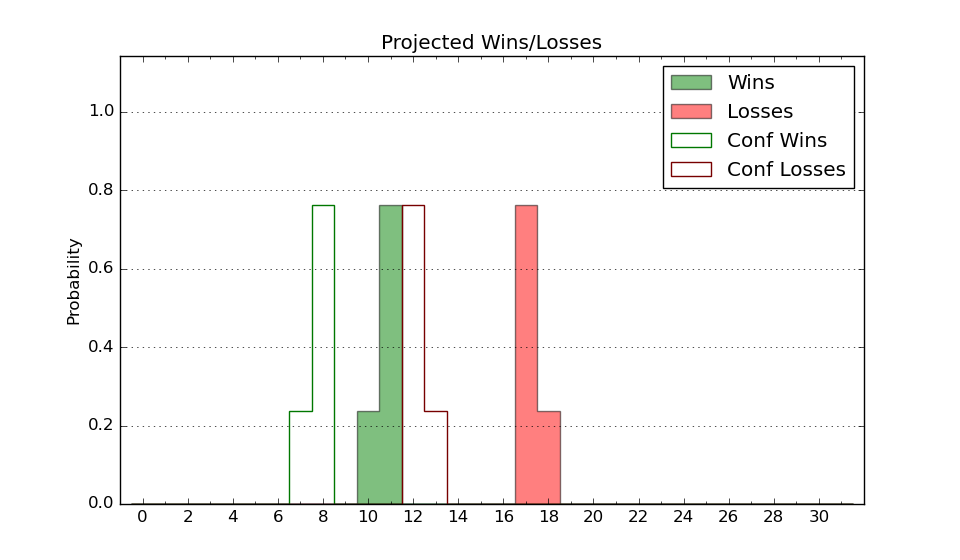 Projected Wins/Losses
Wins
Losses
Conf Wins
Conf Losses
Probability
1.0
0.8
0.6
0.4
0.2
0.0
0 2 4 6 8 10 12 14 16 18 20 22 24 26 28 30